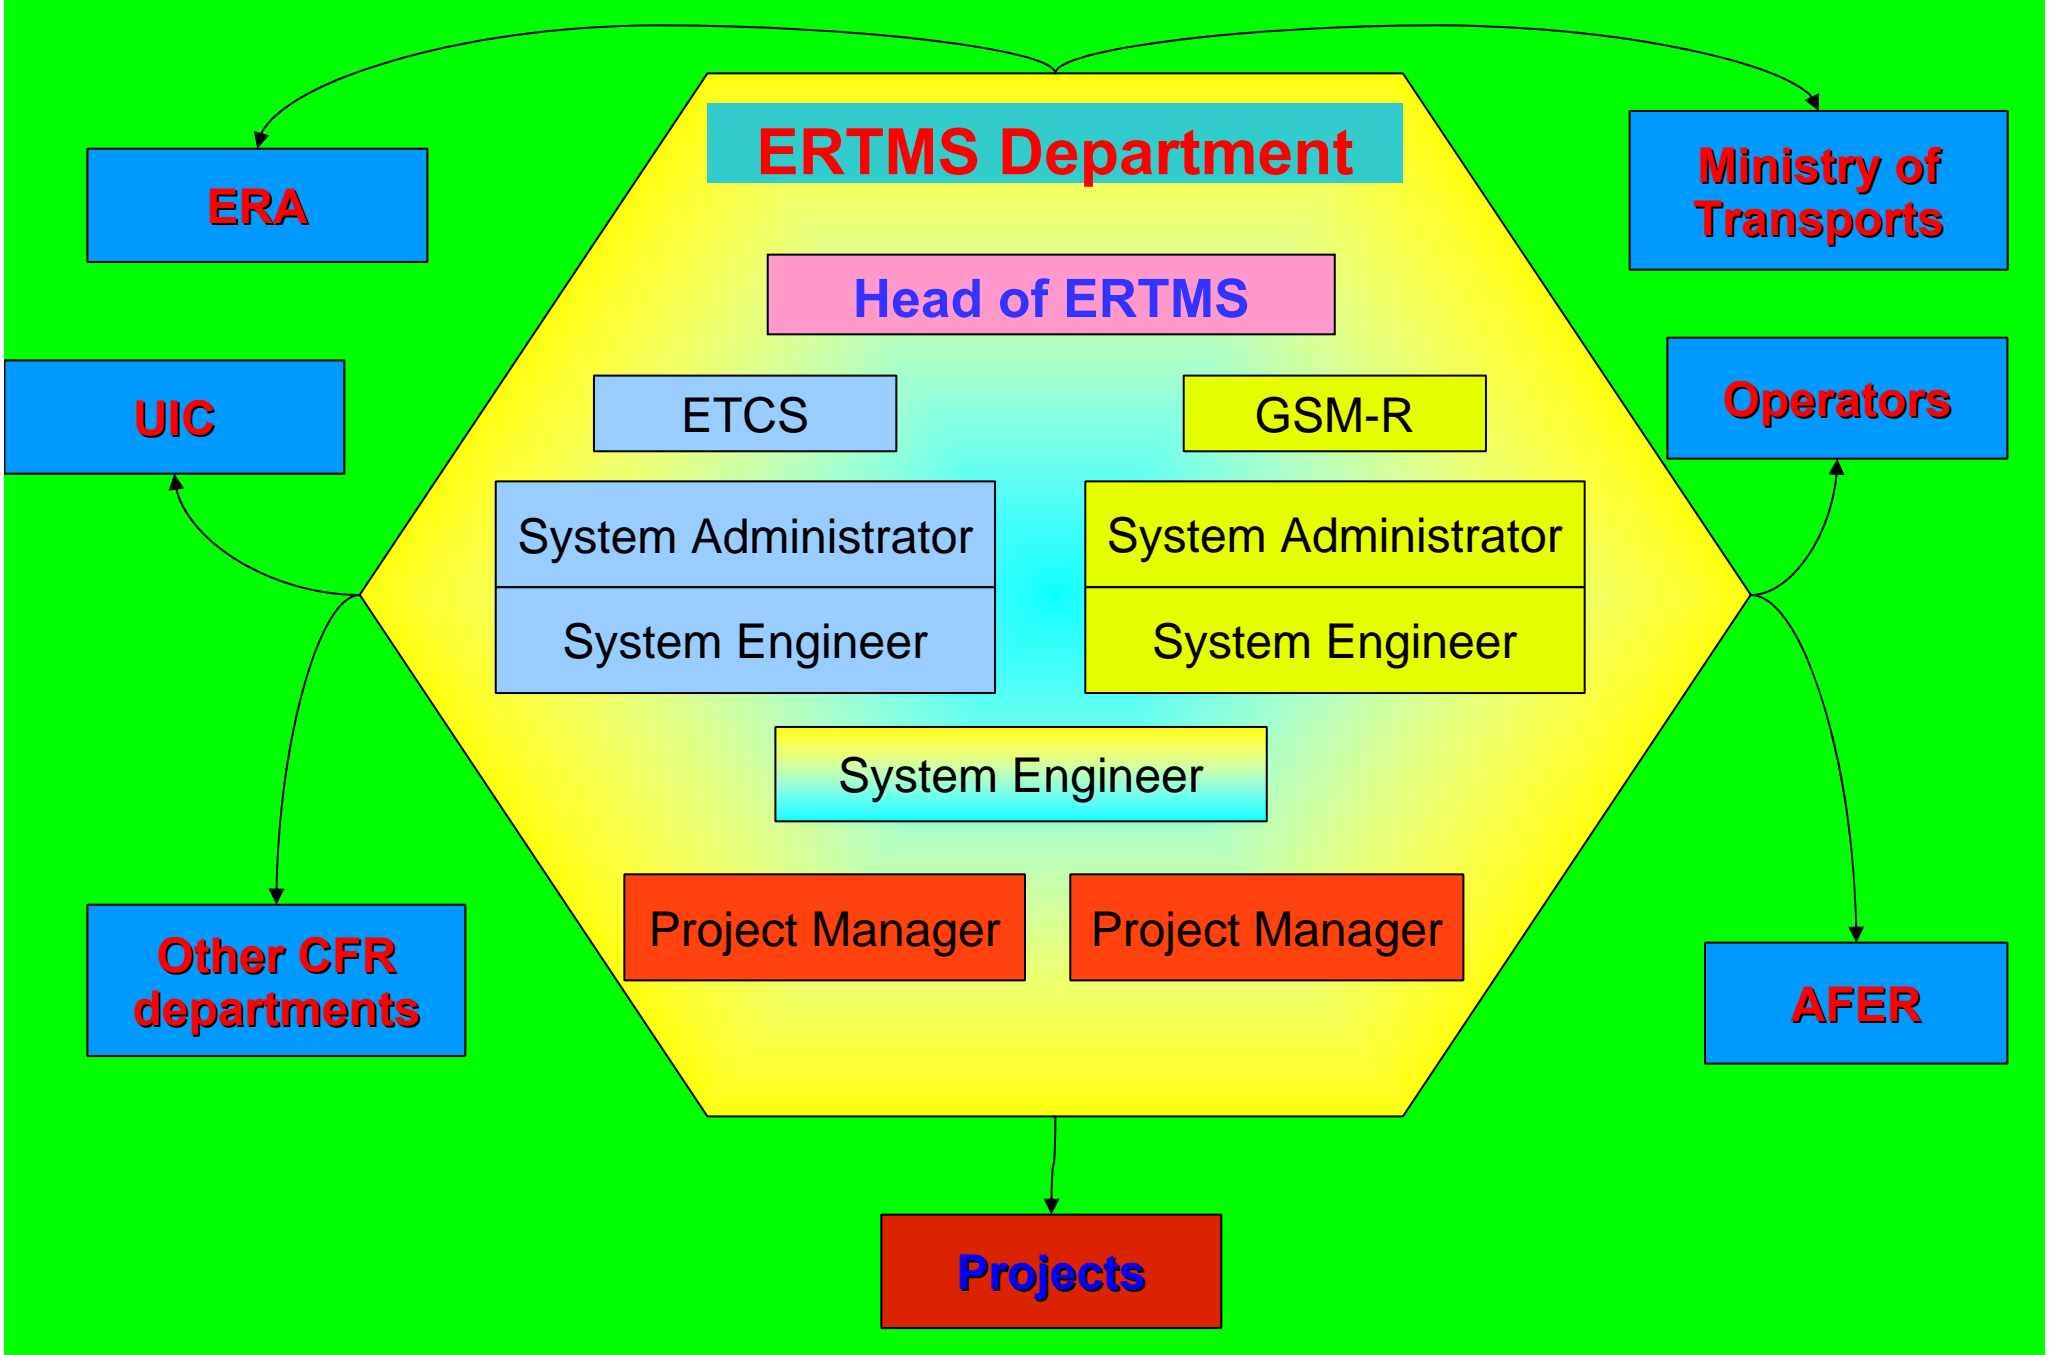 ERTMS Department
ERA
Ministry of
Transports
Head of ERTMS
UIC
ETCS
GSM-R
Operators
System Administrator
System Administrator
System Engineer
System Engineer
System Engineer
Project Manager
Project Manager
Other CFR
departments
AFER
Projects